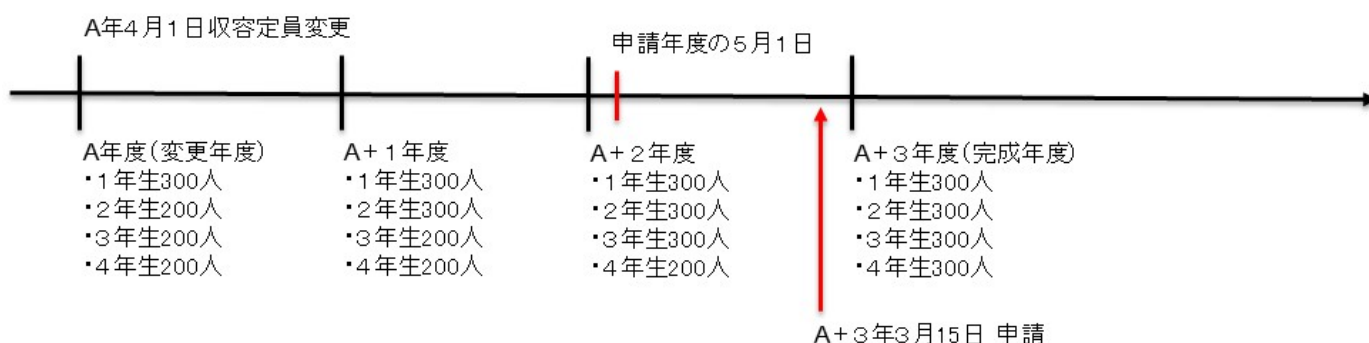 A年4月1日収容定員変更
申請年度の5月1日
A年度(変更年度)
・1年生300人
・2年生200人
・3年生200人
・4年生200人
A+1年度
・1年生300人
・2年生300人
・3年生200人
・4年生200人
A+2年度
・1年生300人
・2年生300人
・3年生300人
・4年生200人
A+3年度(完成年度)
・1年生300人
・2年生300人
・3年生300人
・4年生300人
A+3年3月15日 申請